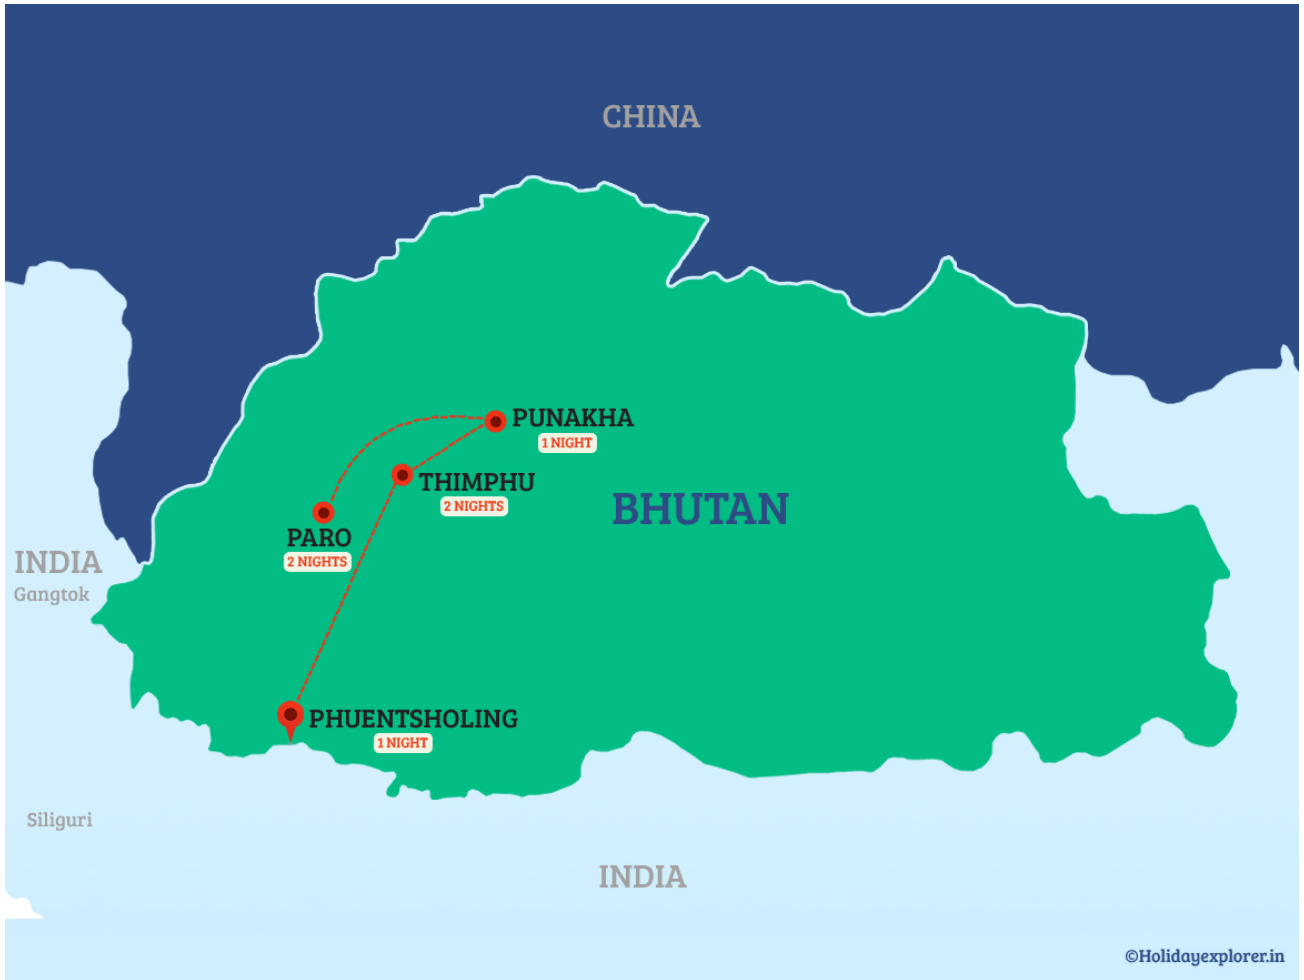 CHINA
PUNAKHA
1 NIGHT
THIMPHU
2 NIGHTS
BHUTAN
PARO
2 NIGHTS
INDIA
Gangtok
PHUENTSHOLING
1 NIGHT
Siliguri
INDIA
©Holidayexplorer.in